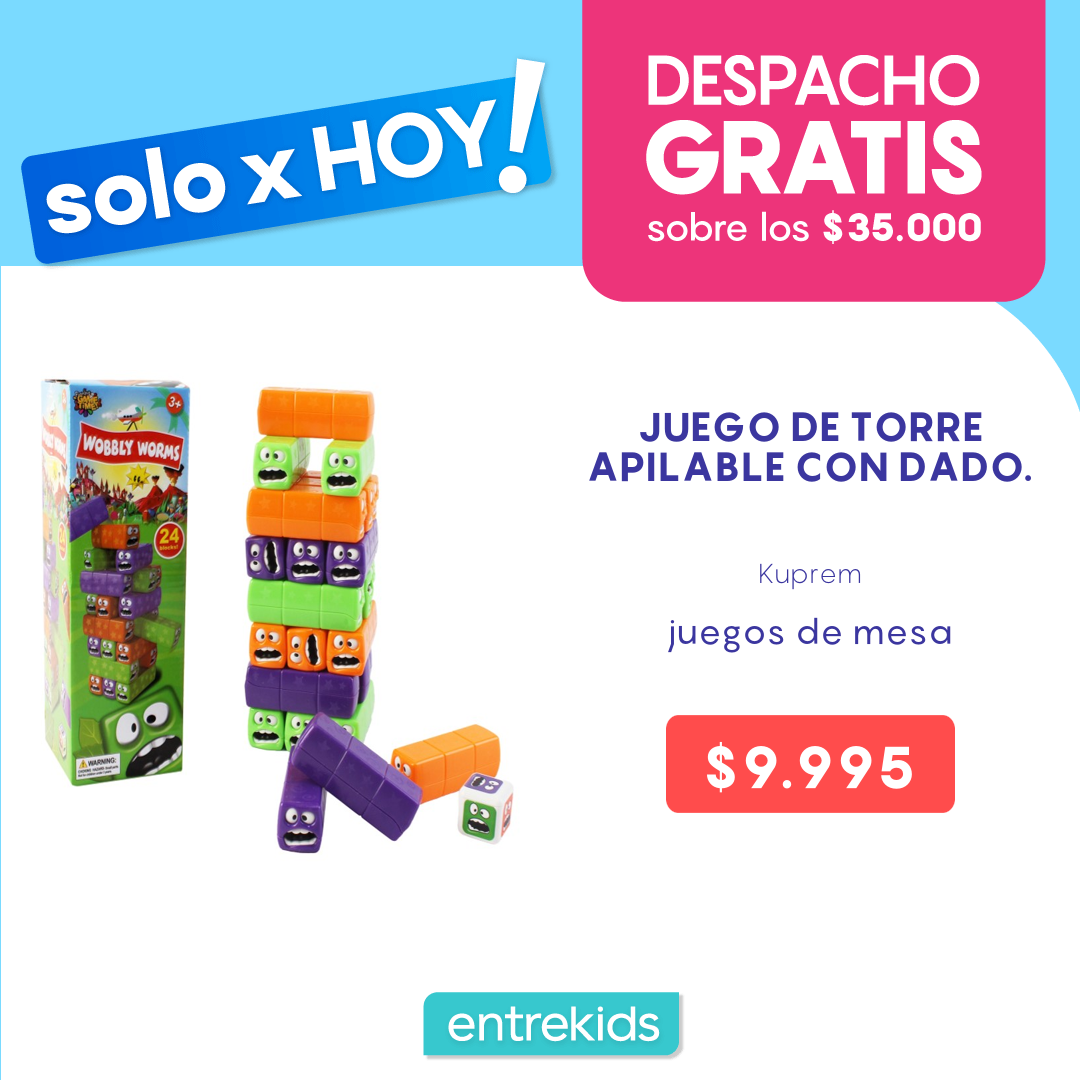 solo x HOY!
DESPACHO
GRATIS
sobre los $35.000
3+
WOBBLY WORMS
24
JUEGO DE TORRE
APILABLE CON DADO.
Kuprem
juegos de mesa
$9.995
WARNING:
entrekids